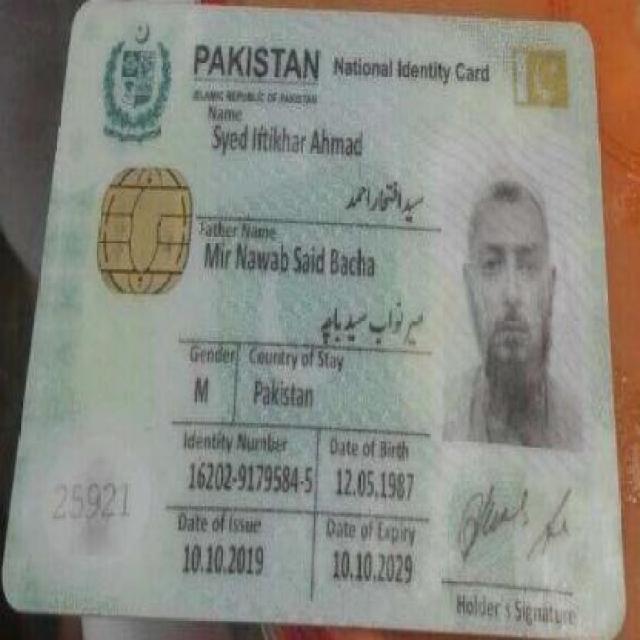 PAKISTAN National Identity Card
ISLAMIC REPUBLIC OF PAKISTAN
Name
Syed Iftikhar Ahmad
سید افتخار احمد
Father Name
Mir Nawab Said Bacha
میر نواب سید باچہ
Gender Country of Stay
M Pakistan
Identity Number Date of Birth
16202-9179584-5 12.05.1987
25921
Date of Issue Date of Expiry
10.10.2019 10.10.2029
Holder's Signature